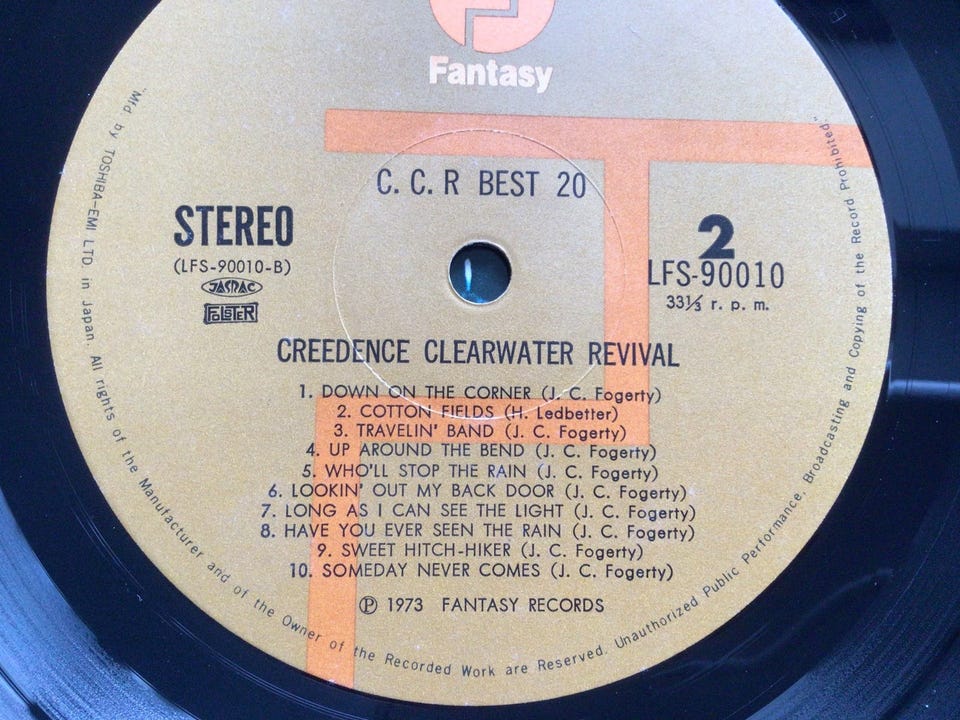 Fantasy
C. C. R BEST 20
STEREO
(LFS-90010-B)
JASRAC
FOLSTER
2
LFS-90010
33⅓ r. p. m.
CREEDENCE CLEARWATER REVIVAL
1. DOWN ON THE CORNER (J. C. Fogerty)
2. COTTON FIELDS (H. Ledbetter)
3. TRAVELIN' BAND (J. C. Fogerty)
4. UP AROUND THE BEND (J. C. Fogerty)
5. WHO'LL STOP THE RAIN (J. C. Fogerty)
6. LOOKIN' OUT MY BACK DOOR (J. C. Fogerty)
7. LONG AS I CAN SEE THE LIGHT (J. C. Fogerty)
8. HAVE YOU EVER SEEN THE RAIN (J. C. Fogerty)
9. SWEET HITCH-HIKER (J. C. Fogerty)
10. SOMEDAY NEVER COMES (J. C. Fogerty)
Ⓟ 1973 FANTASY RECORDS
"Mfd by TOSHIBA-EMI LTD. in Japan. All rights of the Manufacturer and of the Owner of the Recorded Work are Reserved. Unauthorized Public Performance, Broadcasting and Copying of the Record Prohibited."